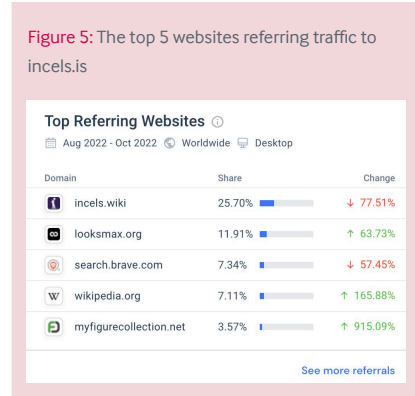 Figure 5: The top 5 websites referring traffic to
incels.is
Top Referring Websites
Aug 2022 - Oct 2022 Worldwide Desktop
Domain Share Change
incels.wiki 25.70% ↓ 77.51%
looksmax.org 11.91% ↑ 63.73%
search.brave.com 7.34% ↓ 57.45%
W wikipedia.org 7.11% ↑ 165.88%
myfigurecollection.net 3.57% ↑ 915.09%
See more referrals